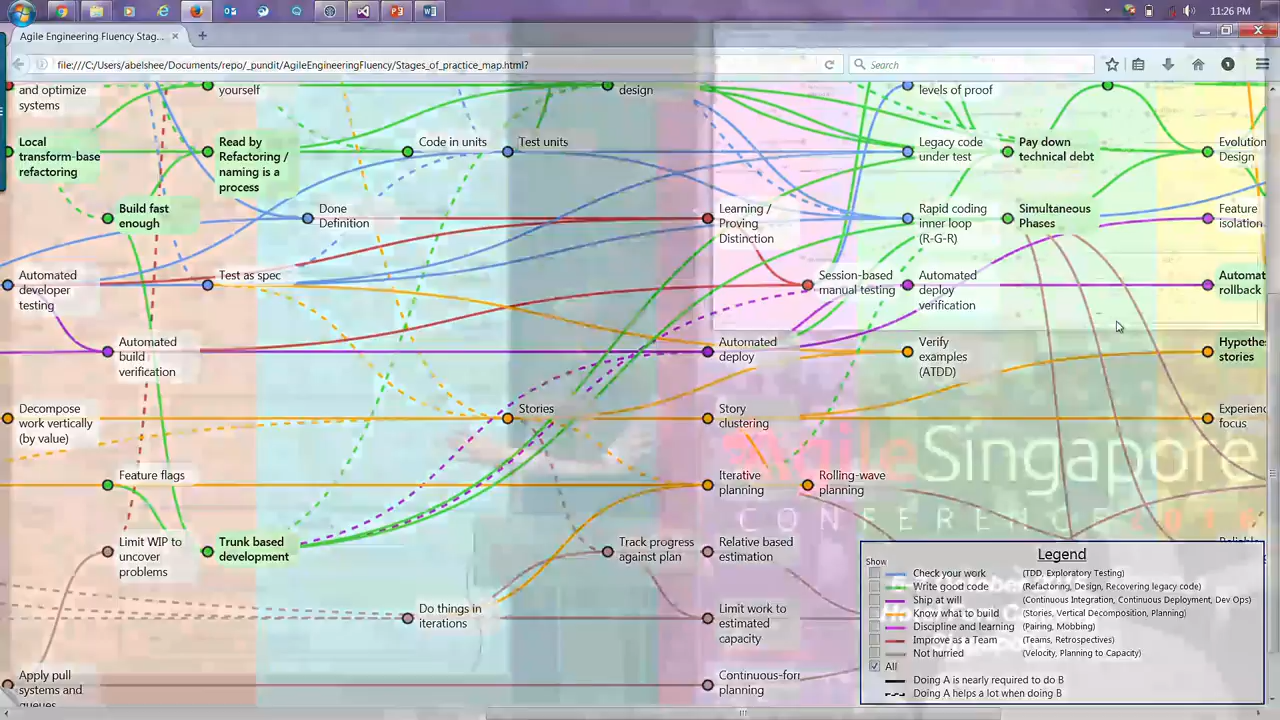 11:26 PM
Agile Engineering Fluency Stag...
file:///C:/Users/abelshee/Documents/repo/_pundit/AgileEngineeringFluency/Stages_of_practice_map.html?
Search
and optimize
systems
yourself
design
levels of proof
Local
transform-base
refactoring
Read by
Refactoring /
naming is a
process
Code in units
Test units
Legacy code
under test
Pay down
technical debt
Evolution
Design
Build fast
enough
Done
Definition
Learning /
Proving
Distinction
Rapid coding
inner loop
(R-G-R)
Simultaneous
Phases
Feature
isolation
Automated
developer
testing
Test as spec
Session-based
manual testing
Automated
deploy
verification
Automat
rollback
Automated
build
verification
Automated
deploy
Verify
examples
(ATDD)
Hypothe
stories
Decompose
work vertically
(by value)
Stories
Story
clustering
Experienc
focus
AgileSingapore
CONFERENCE 2016
Feature flags
Iterative
planning
Rolling-wave
planning
Limit WIP to
uncover
problems
Trunk based
development
Track progress
against plan
Relative based
estimation
Do things in
iterations
Limit work to
estimated
capacity
Apply pull
systems and
queues
Continuous-forr
planning
Legend
Show
Check your work (TDD, Exploratory Testing)
Write good code (Refactoring, Design, Recovering legacy code)
Ship at will (Continuous Integration, Continuous Deployment, Dev Ops)
Know what to build (Stories, Vertical Decomposition, Planning)
Discipline and learning (Pairing, Mobbing)
Improve as a Team (Teams, Retrospectives)
Not hurried (Velocity, Planning to Capacity)
All
Doing A is nearly required to do B
Doing A helps a lot when doing B